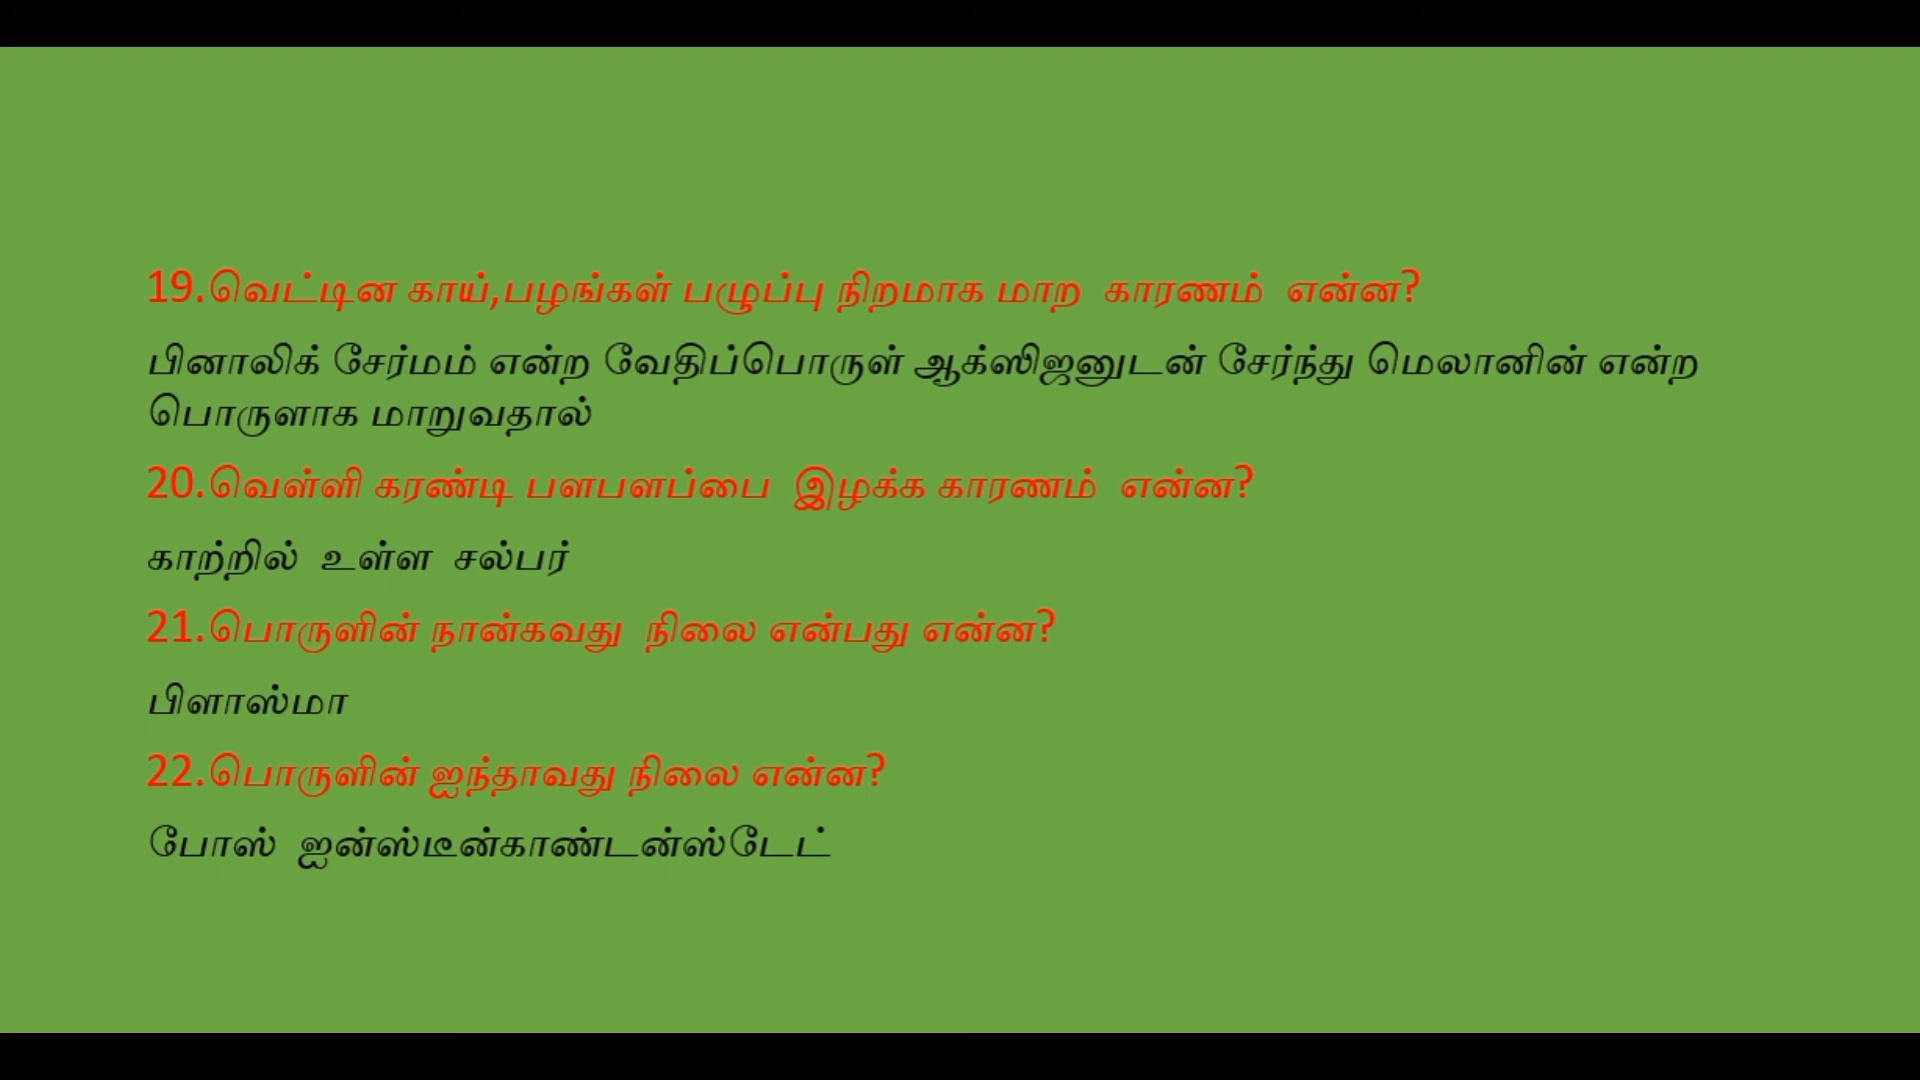 19.வெட்டின காய்,பழங்கள் பழுப்பு நிறமாக மாற காரணம் என்ன?
பினாலிக் சேர்மம் என்ற வேதிப்பொருள் ஆக்ஸிஜனுடன் சேர்ந்து மெலானின் என்ற
பொருளாக மாறுவதால்
20.வெள்ளி கரண்டி பளபளப்பை இழக்க காரணம் என்ன?
காற்றில் உள்ள சல்பர்
21.பொருளின் நான்கவது நிலை என்பது என்ன?
பிளாஸ்மா
22.பொருளின் ஐந்தாவது நிலை என்ன?
போஸ் ஐன்ஸ்டீன்காண்டன்ஸ்டேட்